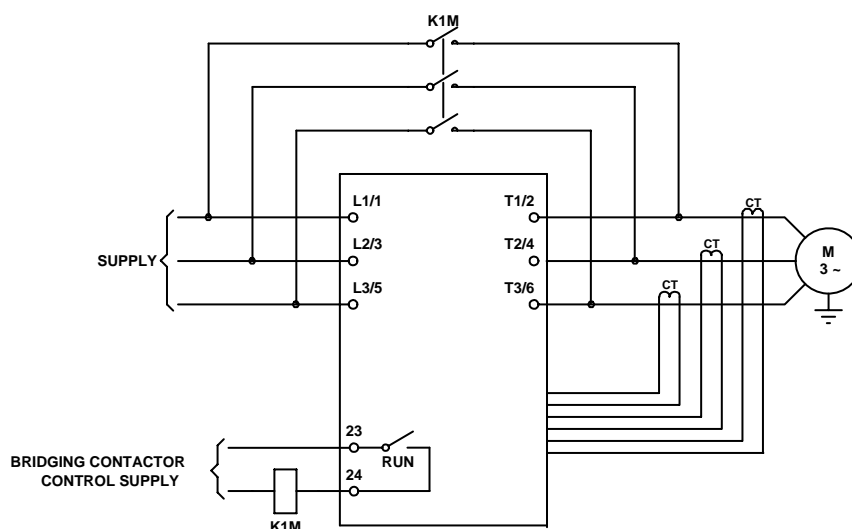 K1M
L1/1
T1/2
CT
L2/3
T2/4
CT
SUPPLY
M
3 ~
L3/5
T3/6
CT
23
RUN
BRIDGING CONTACTOR
CONTROL SUPPLY
24
K1M